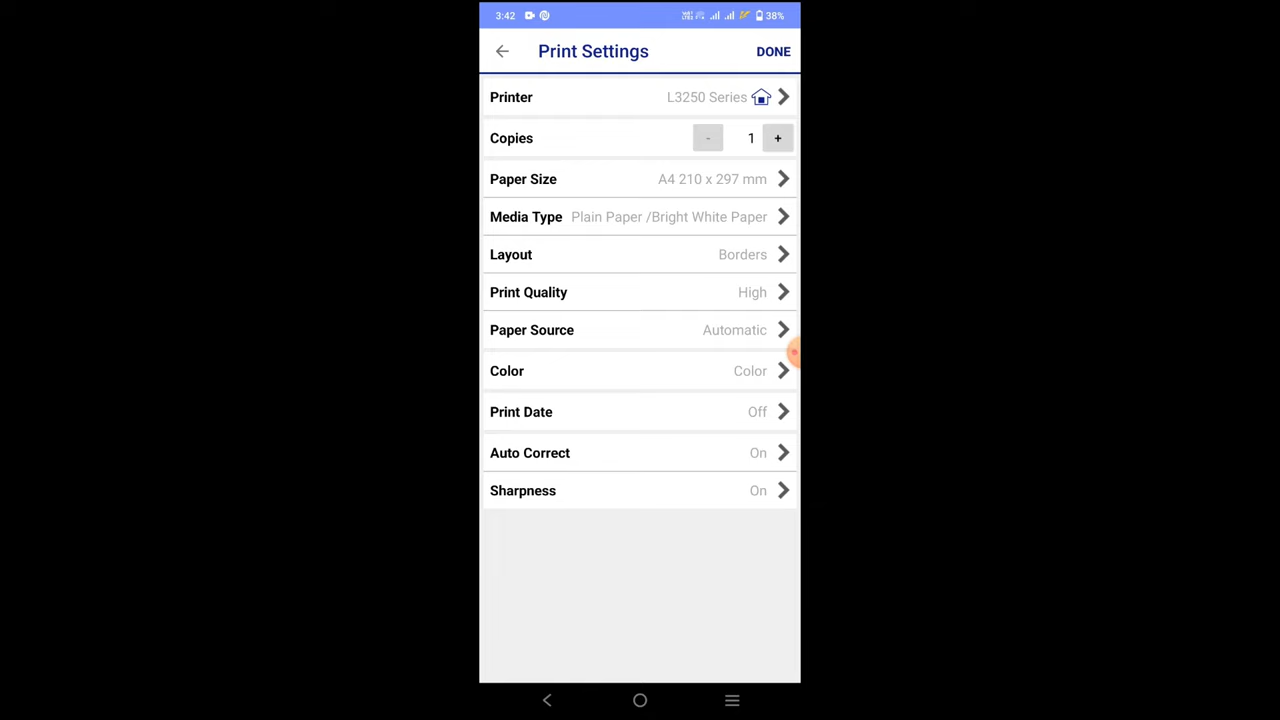 3:42 38%
Print Settings DONE
Printer L3250 Series
Copies - 1 +
Paper Size A4 210 x 297 mm
Media Type Plain Paper /Bright White Paper
Layout Borders
Print Quality High
Paper Source Automatic
Color Color
Print Date Off
Auto Correct On
Sharpness On